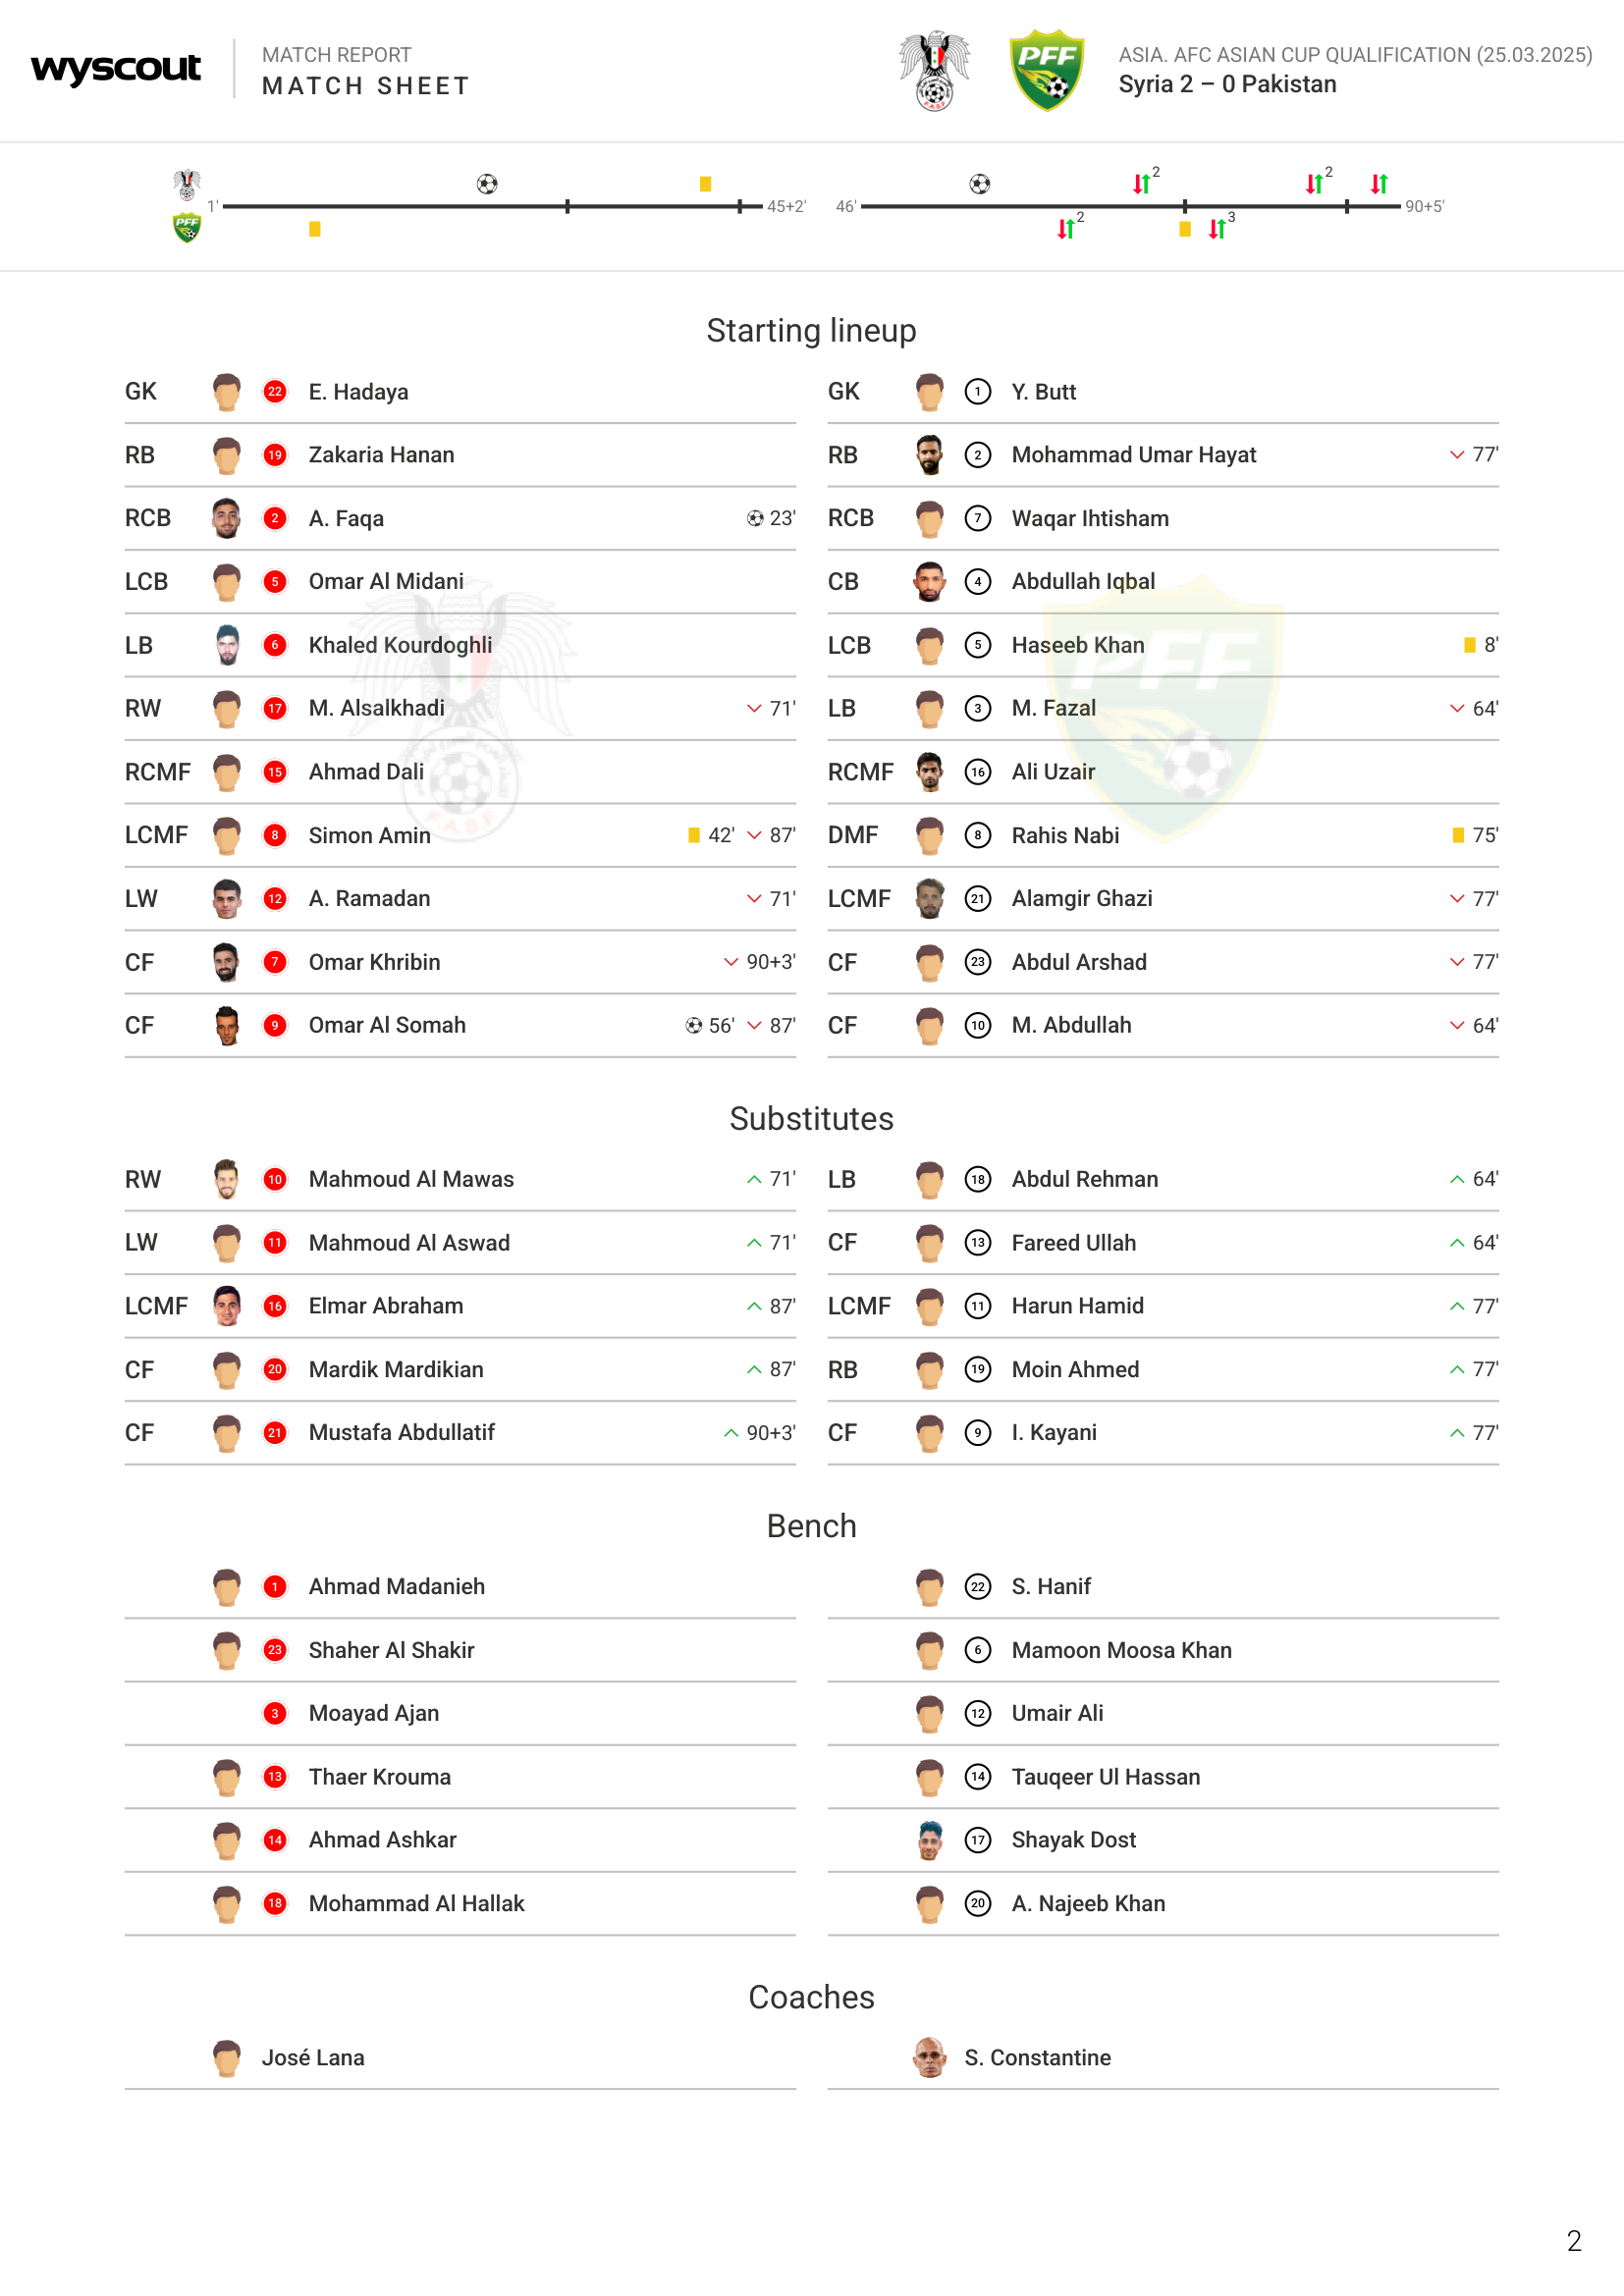 wyscout
MATCH REPORT
MATCH SHEET
PFF
ASIA. AFC ASIAN CUP QUALIFICATION (25.03.2025)
Syria 2 – 0 Pakistan
2 2
1' 45+2' 46' 90+5'
PFF
2 3
Starting lineup
GK 22 E. Hadaya
RB 19 Zakaria Hanan
RCB 2 A. Faqa 23'
LCB 5 Omar Al Midani
LB 6 Khaled Kourdoghli
RW 17 M. Alsalkhadi 71'
RCMF 15 Ahmad Dali
LCMF 8 Simon Amin 42' 87'
LW 12 A. Ramadan 71'
CF 7 Omar Khribin 90+3'
CF 9 Omar Al Somah 56' 87'
F.A.S.F
GK 1 Y. Butt
RB 2 Mohammad Umar Hayat 77'
RCB 7 Waqar Ihtisham
CB 4 Abdullah Iqbal
LCB 5 Haseeb Khan 8'
LB 3 M. Fazal 64'
RCMF 16 Ali Uzair
DMF 8 Rahis Nabi 75'
LCMF 21 Alamgir Ghazi 77'
CF 23 Abdul Arshad 77'
CF 10 M. Abdullah 64'
PFF
Substitutes
RW 10 Mahmoud Al Mawas 71'
LW 11 Mahmoud Al Aswad 71'
LCMF 16 Elmar Abraham 87'
CF 20 Mardik Mardikian 87'
CF 21 Mustafa Abdullatif 90+3'
LB 18 Abdul Rehman 64'
CF 13 Fareed Ullah 64'
LCMF 11 Harun Hamid 77'
RB 19 Moin Ahmed 77'
CF 9 I. Kayani 77'
Bench
1 Ahmad Madanieh
23 Shaher Al Shakir
3 Moayad Ajan
13 Thaer Krouma
14 Ahmad Ashkar
18 Mohammad Al Hallak
22 S. Hanif
6 Mamoon Moosa Khan
12 Umair Ali
14 Tauqeer Ul Hassan
17 Shayak Dost
20 A. Najeeb Khan
Coaches
José Lana
S. Constantine
2